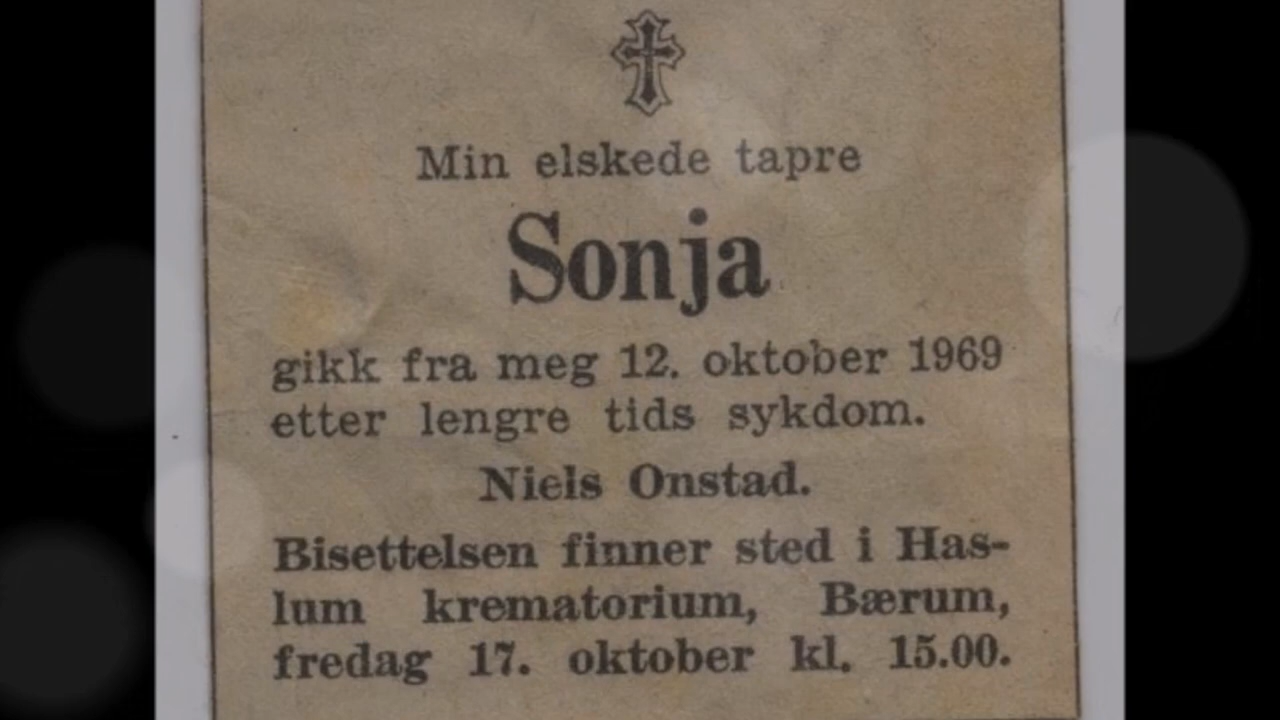 Min elskede tapre
Sonja
gikk fra meg 12. oktober 1969
etter lengre tids sykdom.
Niels Onstad.
Bisettelsen finner sted i Has-
lum krematorium, Bærum,
fredag 17. oktober kl. 15.00.